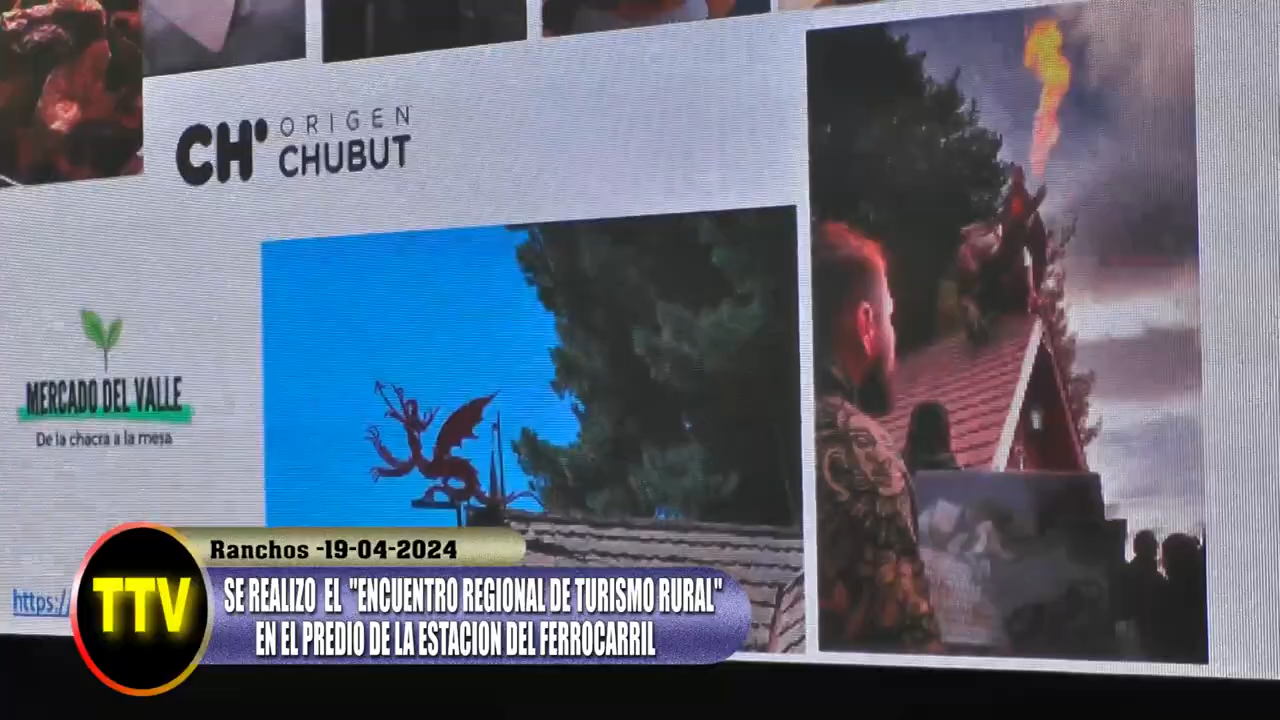 CH' ORIGEN
CHUBUT
MERCADO DEL VALLE
De la chacra a la mesa
https:/
TTV
Ranchos -19-04-2024
SE REALIZO EL "ENCUENTRO REGIONAL DE TURISMO RURAL"
EN EL PREDIO DE LA ESTACION DEL FERROCARRIL